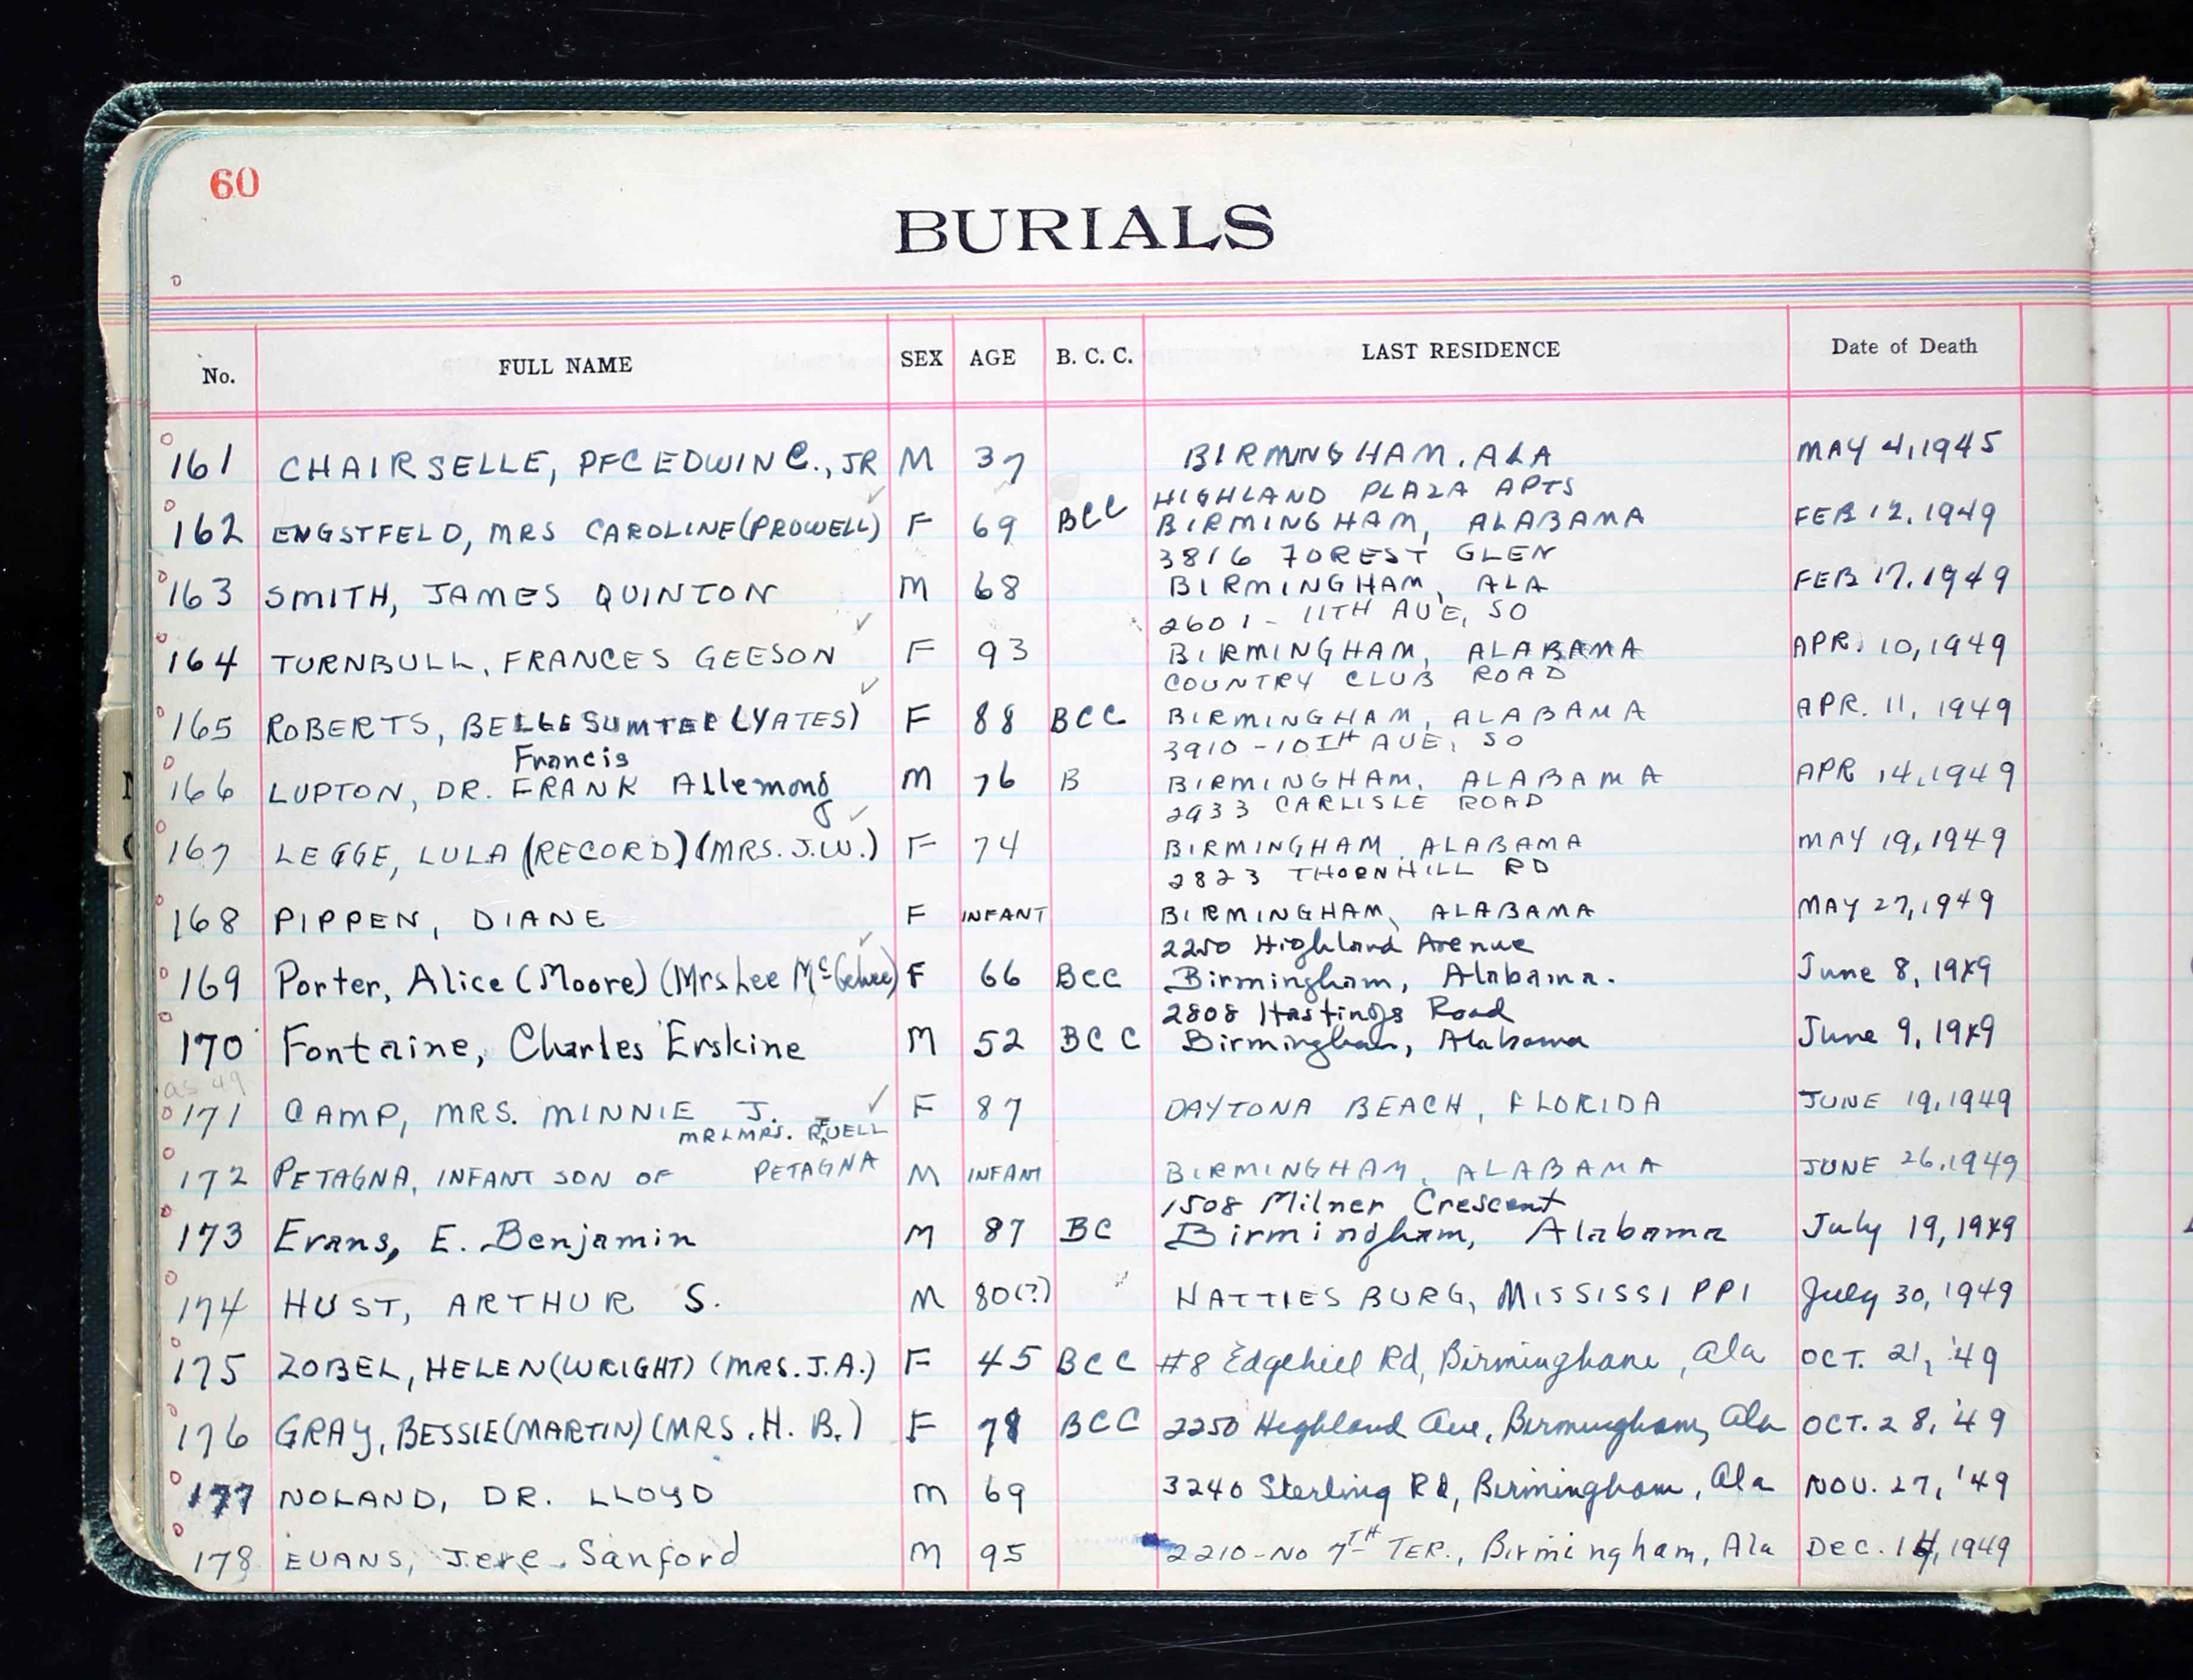 60
BURIALS
No. FULL NAME SEX AGE B. C. C. LAST RESIDENCE Date of Death
161 CHAIRSELLE, PFC EDWIN C., JR M 37 BIRMINGHAM, ALA MAY 4, 1945
HIGHLAND PLAZA APTS
162 ENGSTFELD, MRS CAROLINE (PROWELL) F 69 BCC BIRMINGHAM, ALABAMA FEB 12, 1949
3816 FOREST GLEN
163 SMITH, JAMES QUINTON M 68 BIRMINGHAM, ALA FEB 17, 1949
2601 - 11TH AVE, SO
164 TURNBULL, FRANCES GEESON F 93 BIRMINGHAM, ALABAMA APR. 10, 1949
COUNTRY CLUB ROAD
165 ROBERTS, BELLE SUMTER (YATES) F 88 BCC BIRMINGHAM, ALABAMA APR. 11, 1949
Francis 3910 - 10TH AVE, SO
166 LUPTON, DR. FRANK Allemong M 76 B BIRMINGHAM, ALABAMA APR 14, 1949
2933 CARLISLE ROAD
167 LEGGE, LULA (RECORD) (MRS. J.W.) F 74 BIRMINGHAM, ALABAMA MAY 19, 1949
2823 THORNHILL RD
168 PIPPEN, DIANE F INFANT BIRMINGHAM, ALABAMA MAY 27, 1949
2250 Highland Avenue
169 Porter, Alice (Moore) (Mrs Lee McGehee) F 66 BCC Birmingham, Alabama. June 8, 1949
2808 Hastings Road
170 Fontaine, Charles Erskine M 52 BCC Birmingham, Alabama June 9, 1949
as 49
171 CAMP, MRS. MINNIE J. F 87 DAYTONA BEACH, FLORIDA JUNE 19, 1949
MR & MRS.
172 PETAGNA, INFANT SON OF PETAGNA M INFANT BIRMINGHAM, ALABAMA JUNE 26, 1949
1508 Milner Crescent
173 Evans, E. Benjamin M 87 BC Birmingham, Alabama July 19, 1949
174 HUST, ARTHUR S. M 80(?) HATTIESBURG, MISSISSIPPI July 30, 1949
175 ZOBEL, HELEN (WRIGHT) (MRS. J.A.) F 45 BCC #8 Edgehill Rd, Birmingham, Ala OCT. 21, '49
176 GRAY, BESSIE (MARTIN) (MRS. H. B.) F 78 BCC 2250 Highland Ave, Birmingham, Ala OCT. 28, '49
177 NOLAND, DR. LLOYD M 69 3240 Sterling Rd, Birmingham, Ala NOV. 27, '49
178 EVANS, Jere Sanford M 95 2210 - NO 7TH TER., Birmingham, Ala Dec. 14, 1949